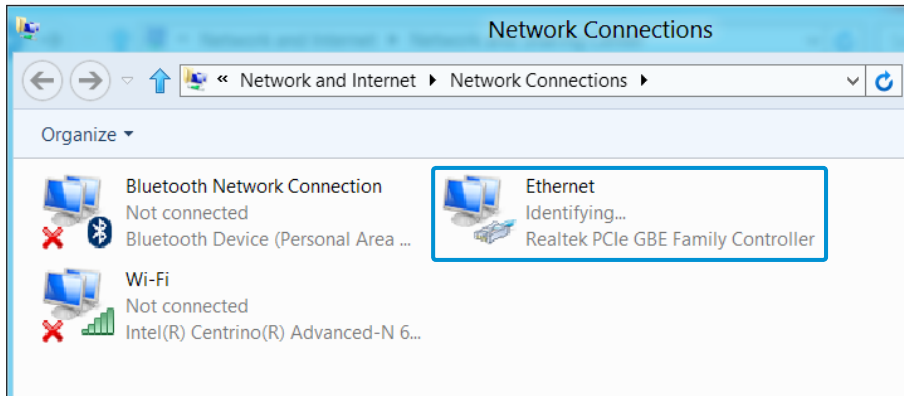 Network Connections
« Network and Internet Network Connections
Organize
Bluetooth Network Connection
Not connected
Bluetooth Device (Personal Area ...
Ethernet
Identifying...
Realtek PCIe GBE Family Controller
Wi-Fi
Not connected
Intel(R) Centrino(R) Advanced-N 6...